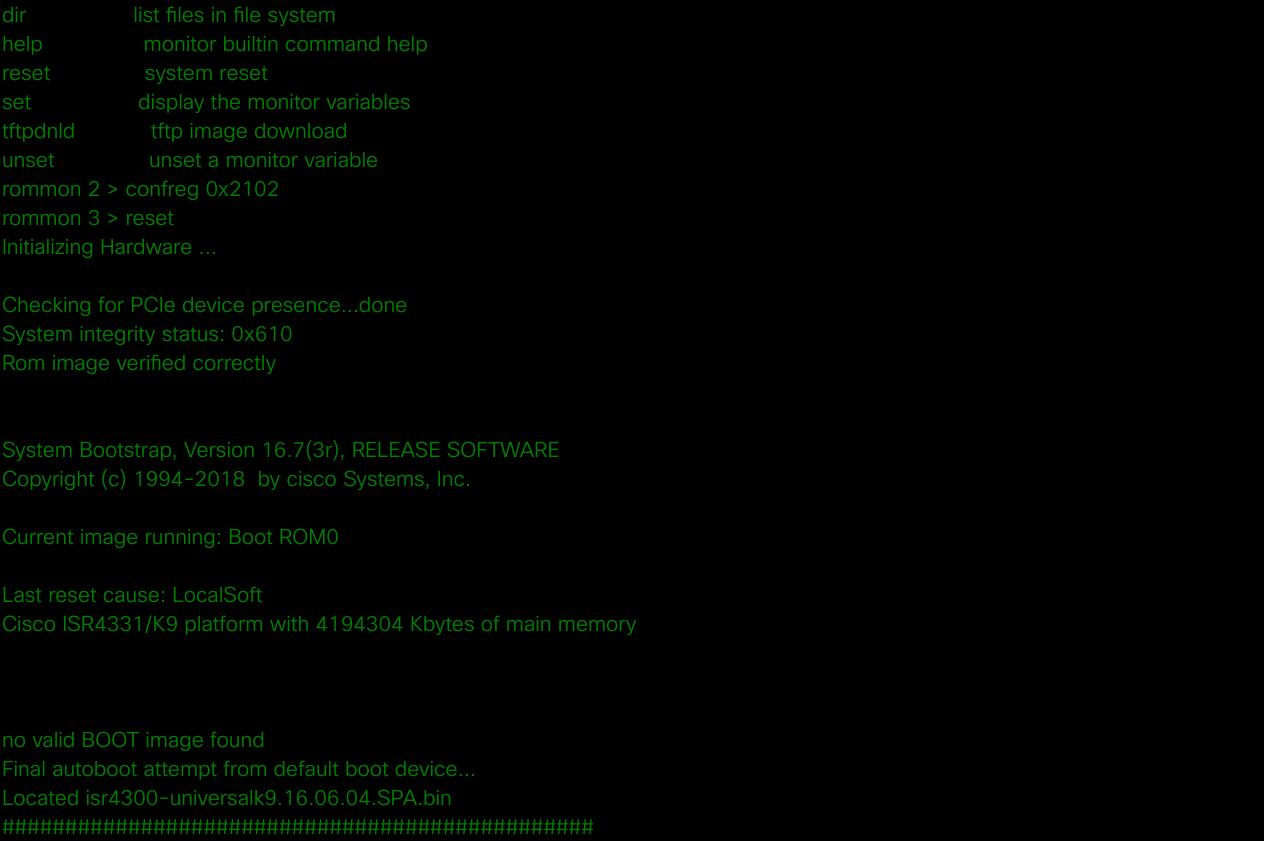 dir                 list files in file system
help                monitor builtin command help
reset               system reset
set                 display the monitor variables
tftpdnld            tftp image download
unset               unset a monitor variable
rommon 2 > confreg 0x2102
rommon 3 > reset
Initializing Hardware ...
Checking for PCIe device presence...done
System integrity status: 0x610
Rom image verified correctly
System Bootstrap, Version 16.7(3r), RELEASE SOFTWARE
Copyright (c) 1994-2018  by cisco Systems, Inc.
Current image running: Boot ROM0
Last reset cause: LocalSoft
Cisco ISR4331/K9 platform with 4194304 Kbytes of main memory
no valid BOOT image found
Final autoboot attempt from default boot device...
Located isr4300-universalk9.16.06.04.SPA.bin
###############################################